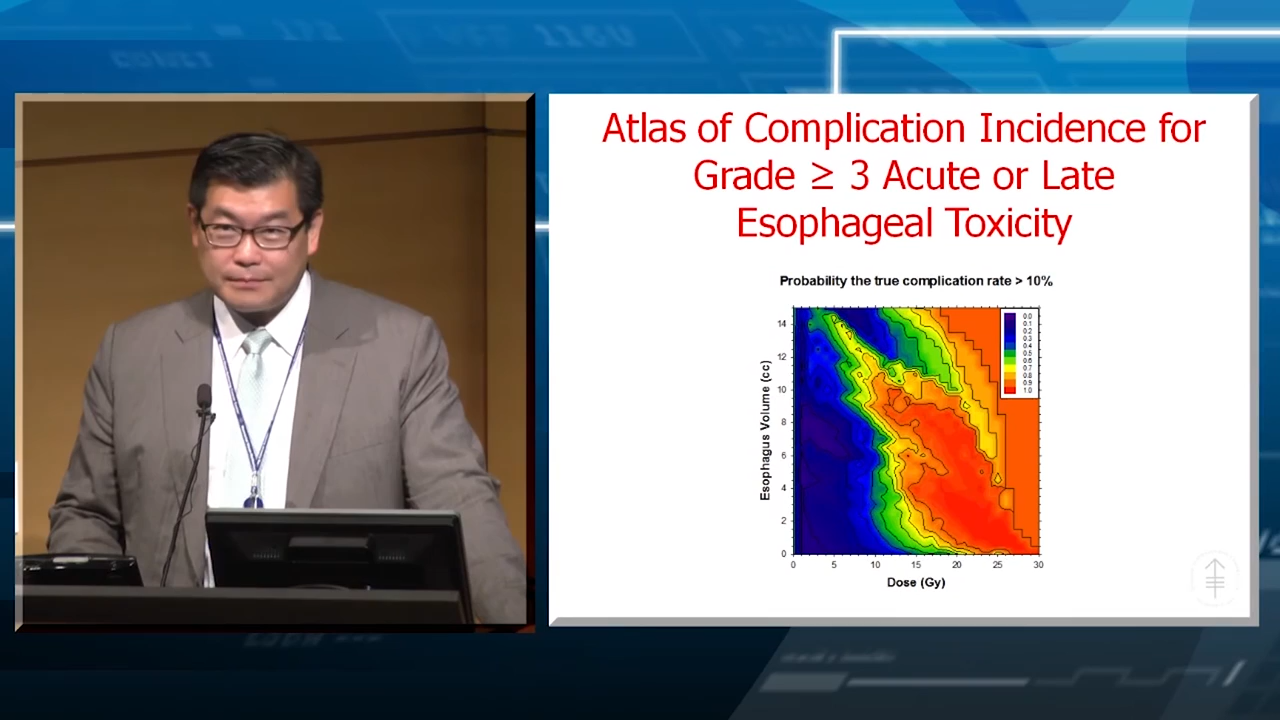 Atlas of Complication Incidence for
Grade ≥ 3 Acute or Late
Esophageal Toxicity
Probability the true complication rate > 10%
Esophagus Volume (cc)
14
12
10
8
6
4
2
0
0.0
0.1
0.2
0.3
0.4
0.5
0.6
0.7
0.8
0.9
1.0
0 5 10 15 20 25 30
Dose (Gy)